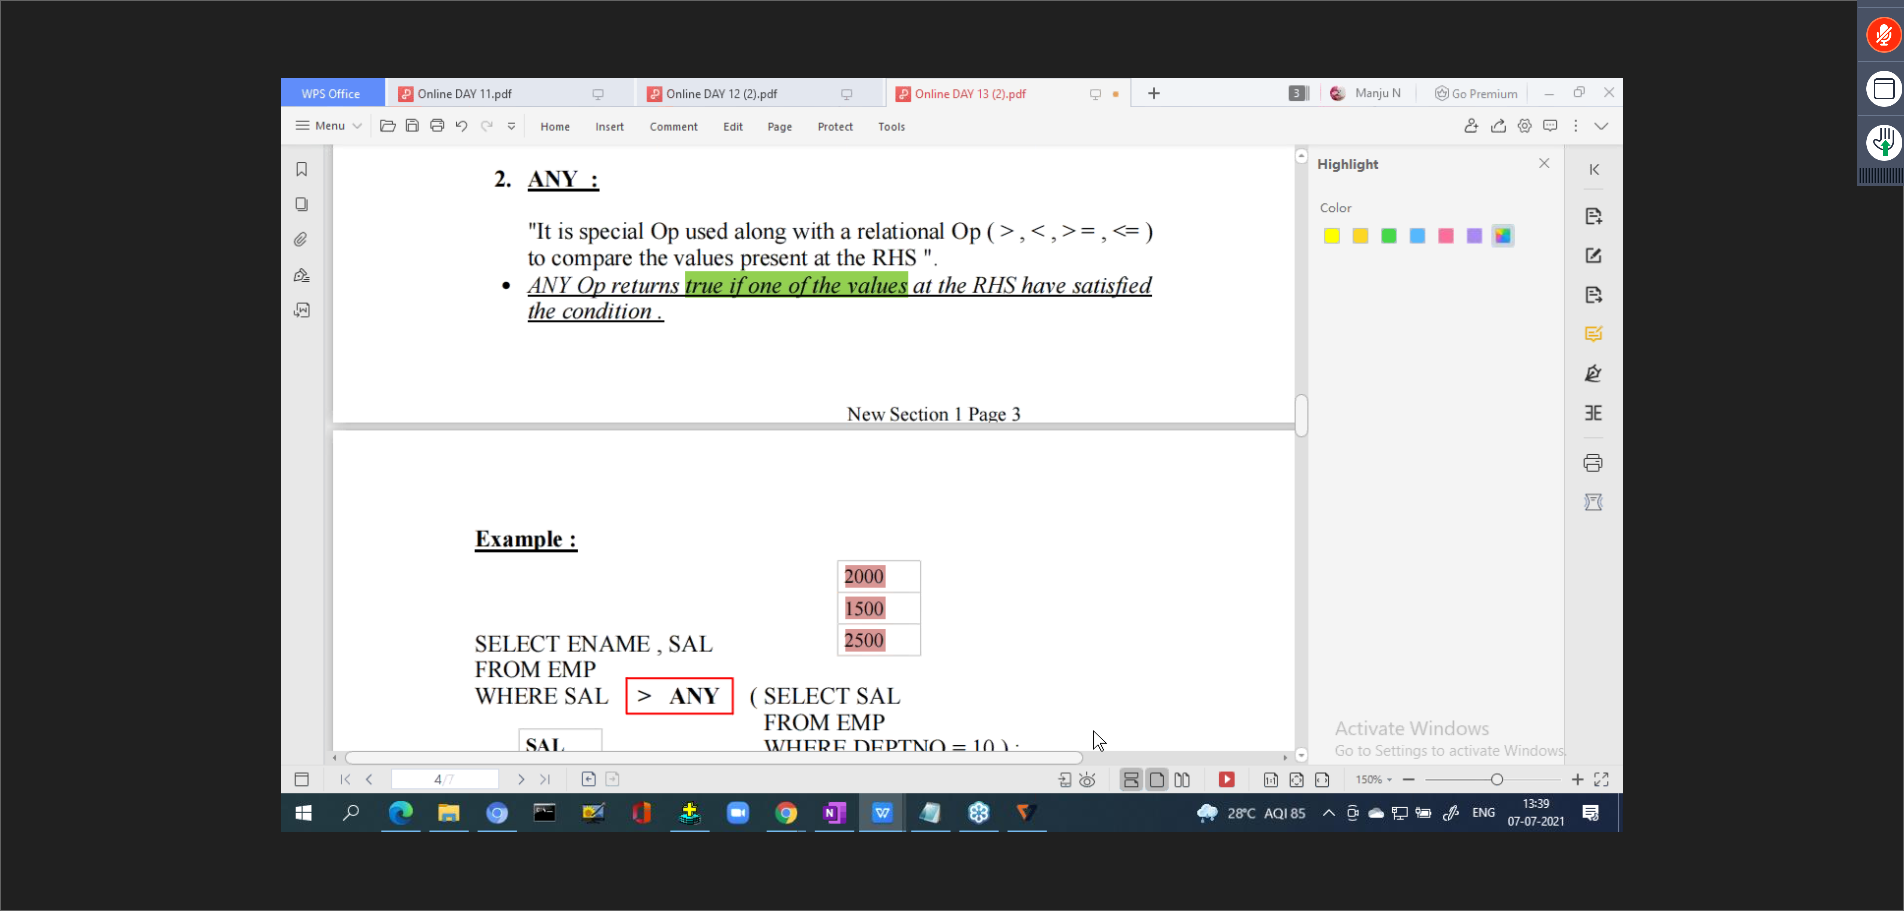 WPS Office
Online DAY 11.pdf
Online DAY 12 (2).pdf
Online DAY 13 (2).pdf
3
Manju N
Go Premium
Menu
Home
Insert
Comment
Edit
Page
Protect
Tools
2. ANY :
"It is special Op used along with a relational Op ( > , < , > = , <= )
to compare the values present at the RHS ".
• ANY Op returns true if one of the values at the RHS have satisfied
the condition .
New Section 1 Page 3
Example :
2000
1500
2500
SELECT ENAME , SAL
FROM EMP
WHERE SAL > ANY ( SELECT SAL
FROM EMP
SAL WHERE DEPTNO = 10 ) ;
Highlight
Color
Activate Windows
Go to Settings to activate Windows.
4/7
150%
28°C AQI 85
ENG
13:39
07-07-2021